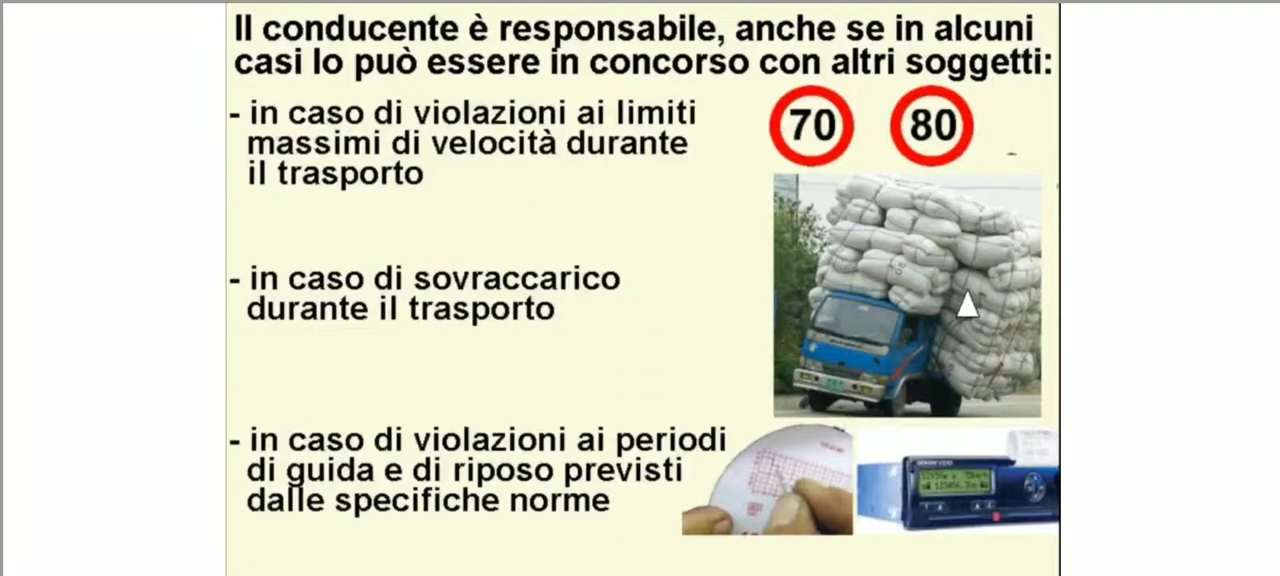 Il conducente è responsabile, anche se in alcuni
casi lo può essere in concorso con altri soggetti:
- in caso di violazioni ai limiti
massimi di velocità durante
il trasporto
70 80
- in caso di sovraccarico
durante il trasporto
- in caso di violazioni ai periodi
di guida e di riposo previsti
dalle specifiche norme